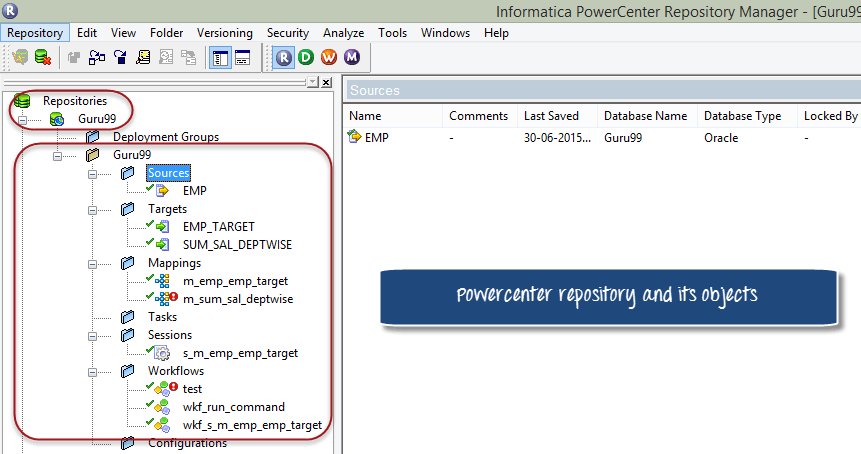 R Informatica PowerCenter Repository Manager - [Guru99
Repository Edit View Folder Versioning Security Analyze Tools Windows Help
R D W M
Repositories
Guru99
Deployment Groups
Guru99
Sources
EMP
Targets
EMP_TARGET
SUM_SAL_DEPTWISE
Mappings
m_emp_emp_target
m_sum_sal_deptwise
Tasks
Sessions
s_m_emp_emp_target
Workflows
test
wkf_run_command
wkf_s_m_emp_emp_target
Configurations
Sources
Name Comments Last Saved Database Name Database Type Locked By
EMP - 30-06-2015... Guru99 Oracle -
Powercenter repository and its objects